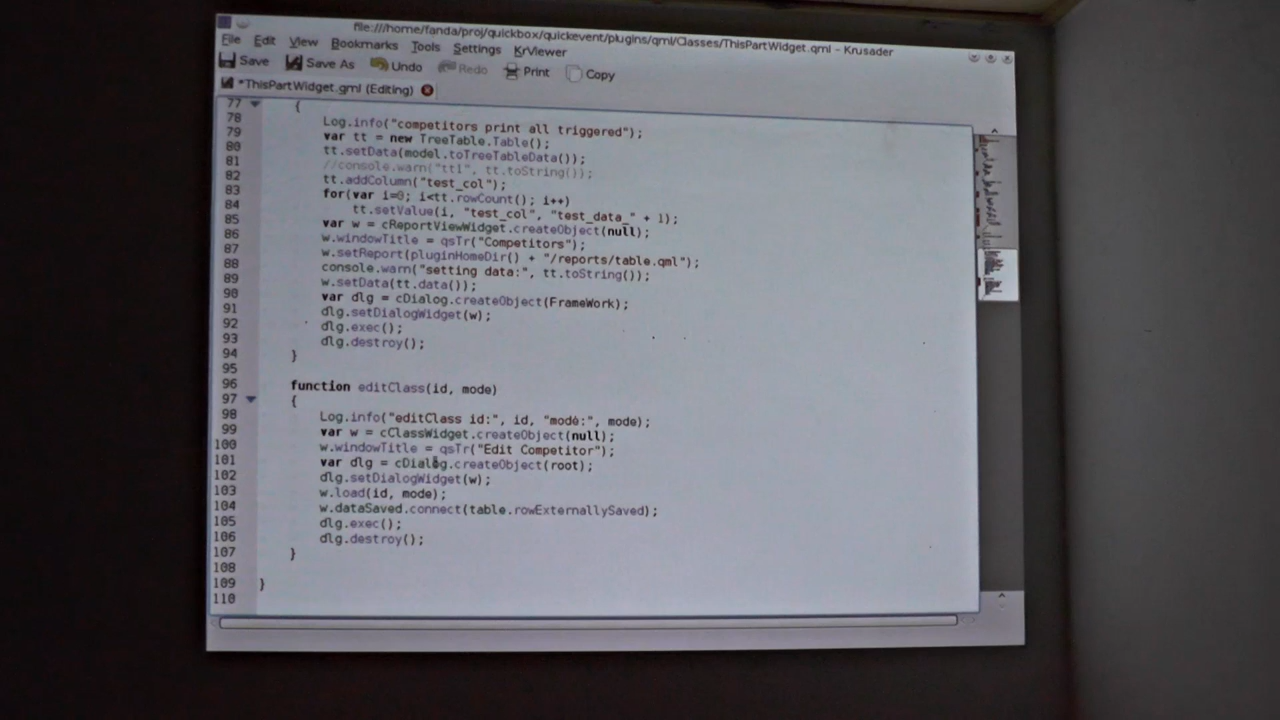 file:///home/fanda/proj/quickbox/quickevent/plugins/qml/Classes/ThisPartWidget.qml – Krusader
File Edit View Bookmarks Tools Settings KrViewer
Save Save As Undo Redo Print Copy
*ThisPartWidget.qml (Editing)
77 {
78 Log.info("competitors print all triggered");
79 var tt = new TreeTable.Table();
80 tt.setData(model.toTreeTableData());
81 //console.warn("tt1", tt.toString());
82 tt.addColumn("test_col");
83 for(var i=0; i<tt.rowCount(); i++)
84 tt.setValue(i, "test_col", "test_data_" + 1);
85 var w = cReportViewWidget.createObject(null);
86 w.windowTitle = qsTr("Competitors");
87 w.setReport(pluginHomeDir() + "/reports/table.qml");
88 console.warn("setting data:", tt.toString());
89 w.setData(tt.data());
90 var dlg = cDialog.createObject(FrameWork);
91 dlg.setDialogWidget(w);
92 dlg.exec();
93 dlg.destroy();
94 }
95
96 function editClass(id, mode)
97 {
98 Log.info("editClass id:", id, "mode:", mode);
99 var w = cClassWidget.createObject(null);
100 w.windowTitle = qsTr("Edit Competitor");
101 var dlg = cDialog.createObject(root);
102 dlg.setDialogWidget(w);
103 w.load(id, mode);
104 w.dataSaved.connect(table.rowExternallySaved);
105 dlg.exec();
106 dlg.destroy();
107 }
108
109 }
110